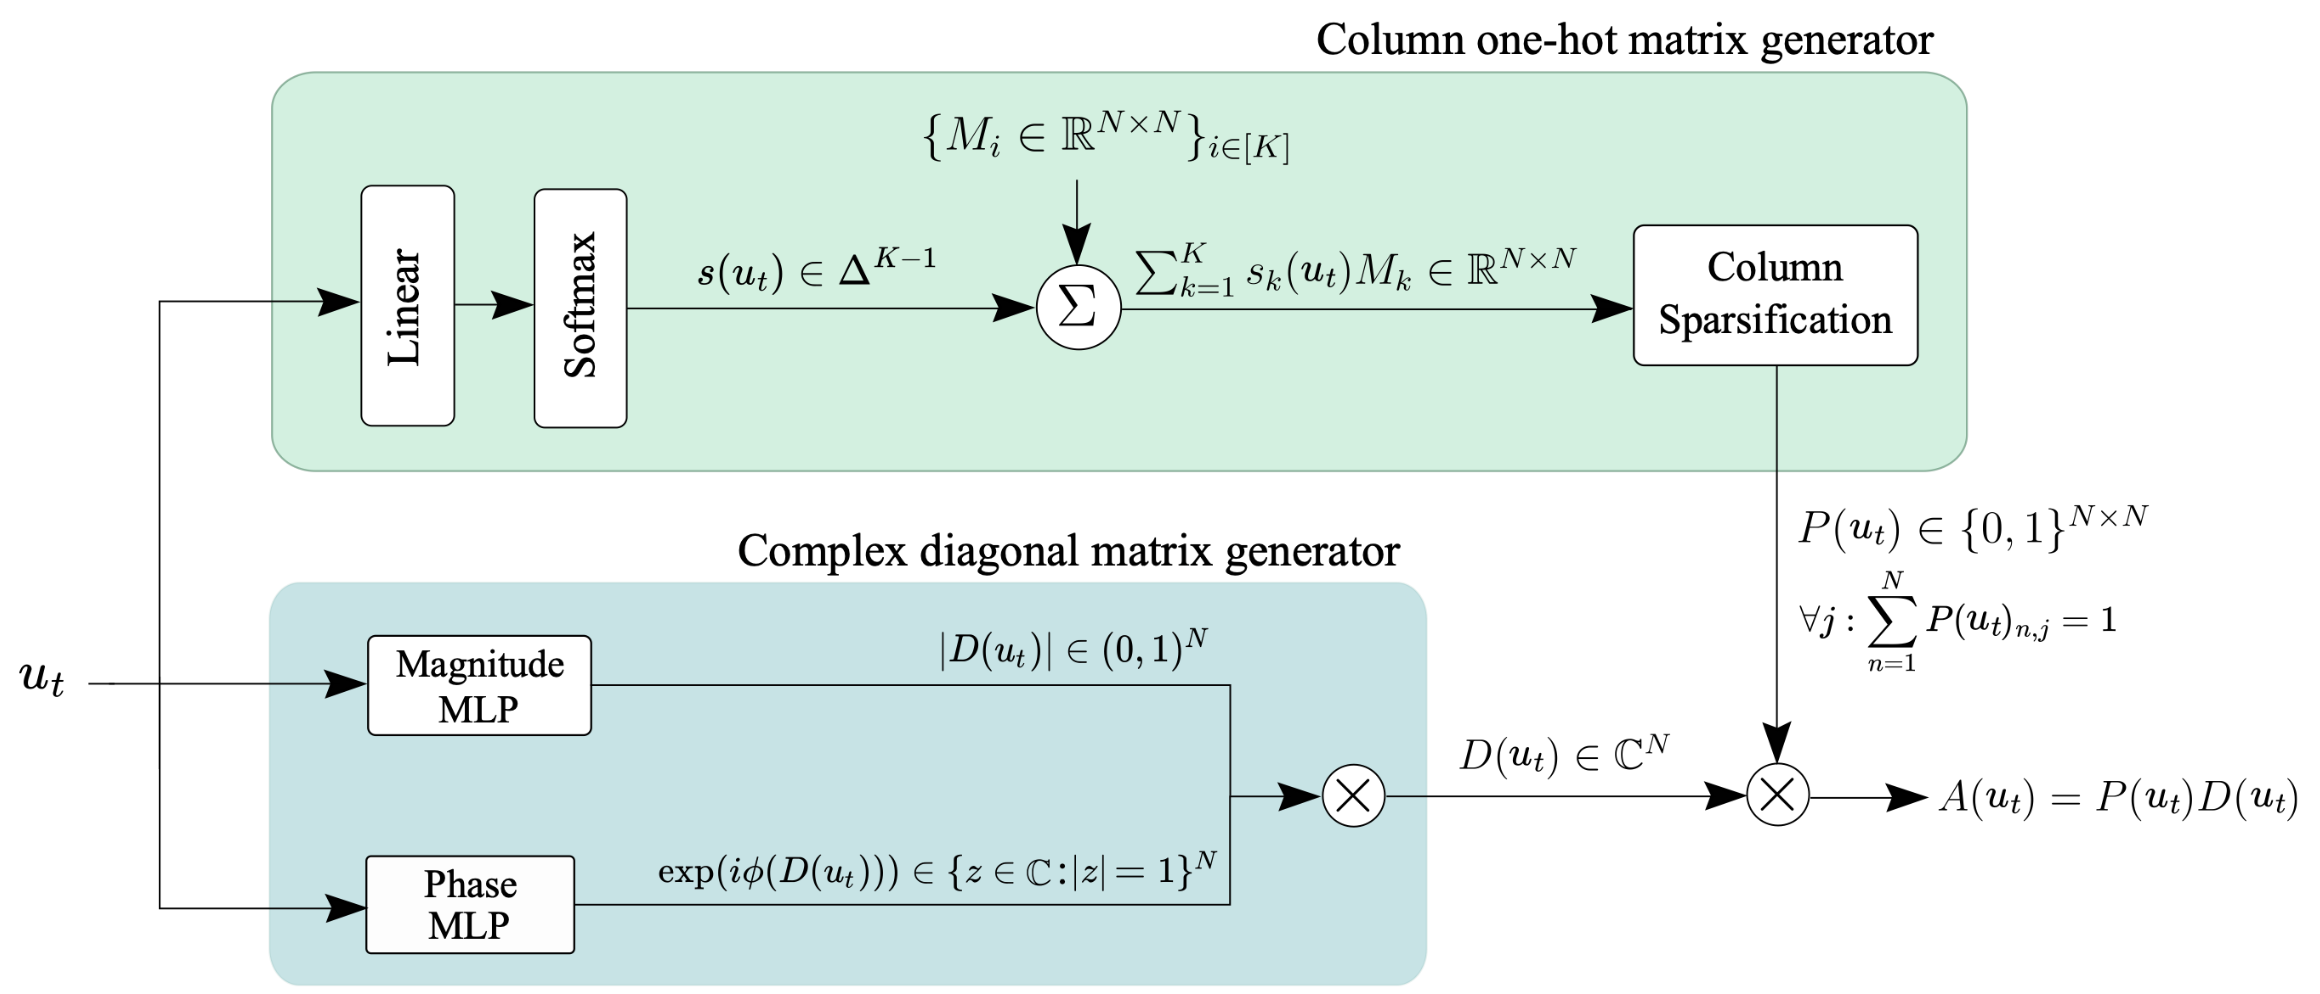 Column one-hot matrix generator
$\{M_i \in \mathbb{R}^{N \times N}\}_{i \in [K]}$
Linear
Softmax
$s(u_t) \in \Delta^{K-1}$
$\Sigma$
$\sum_{k=1}^{K} s_k(u_t) M_k \in \mathbb{R}^{N \times N}$
Column
Sparsification
$P(u_t) \in \{0, 1\}^{N \times N}$
$\forall j : \sum_{n=1}^{N} P(u_t)_{n,j} = 1$
Complex diagonal matrix generator
$u_t$
Magnitude
MLP
$|D(u_t)| \in (0, 1)^N$
Phase
MLP
$\exp(i\phi(D(u_t))) \in \{z \in \mathbb{C} : |z| = 1\}^N$
$\times$
$D(u_t) \in \mathbb{C}^N$
$\times$
$A(u_t) = P(u_t) D(u_t)$